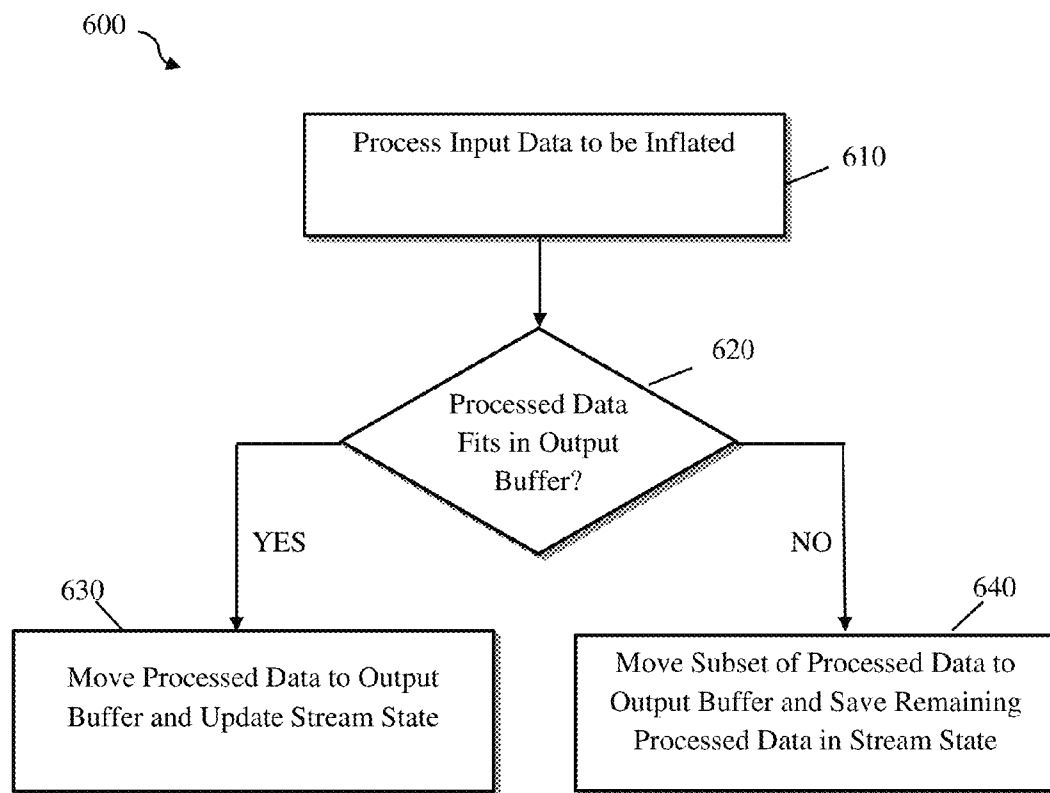 600
Process Input Data to be Inflated
610
620
Processed Data
Fits in Output
Buffer?
YES
NO
630
640
Move Processed Data to Output
Buffer and Update Stream State
Move Subset of Processed Data to
Output Buffer and Save Remaining
Processed Data in Stream State